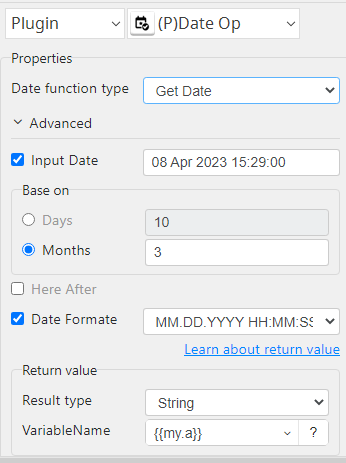 Plugin (P)Date Op
Properties
Date function type Get Date
Advanced
Input Date 08 Apr 2023 15:29:00
Base on
Days 10
Months 3
Here After
Date Formate MM.DD.YYYY HH:MM:SS
Learn about return value
Return value
Result type String
VariableName {{my.a}} ?